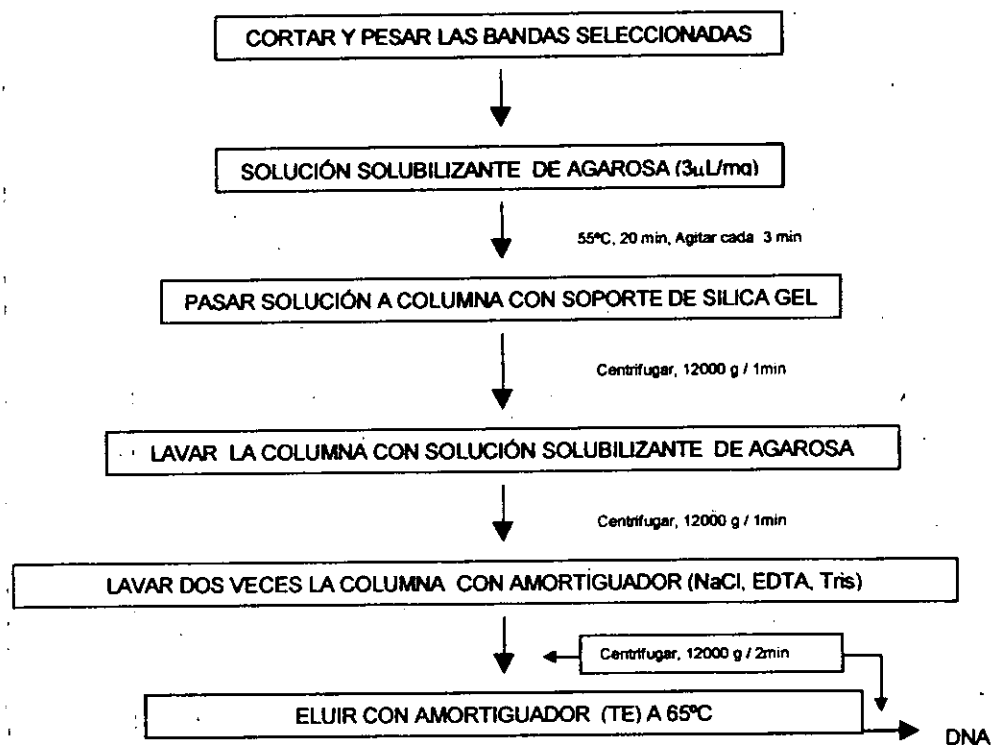 CORTAR Y PESAR LAS BANDAS SELECCIONADAS
SOLUCIÓN SOLUBILIZANTE DE AGAROSA (3µL/mg)
55ºC, 20 min, Agitar cada 3 min
PASAR SOLUCIÓN A COLUMNA CON SOPORTE DE SILICA GEL
Centrifugar, 12000 g / 1min
LAVAR LA COLUMNA CON SOLUCIÓN SOLUBILIZANTE DE AGAROSA
Centrifugar, 12000 g / 1min
LAVAR DOS VECES LA COLUMNA CON AMORTIGUADOR (NaCl, EDTA, Tris)
Centrifugar, 12000 g / 2min
ELUIR CON AMORTIGUADOR (TE) A 65ºC
DNA